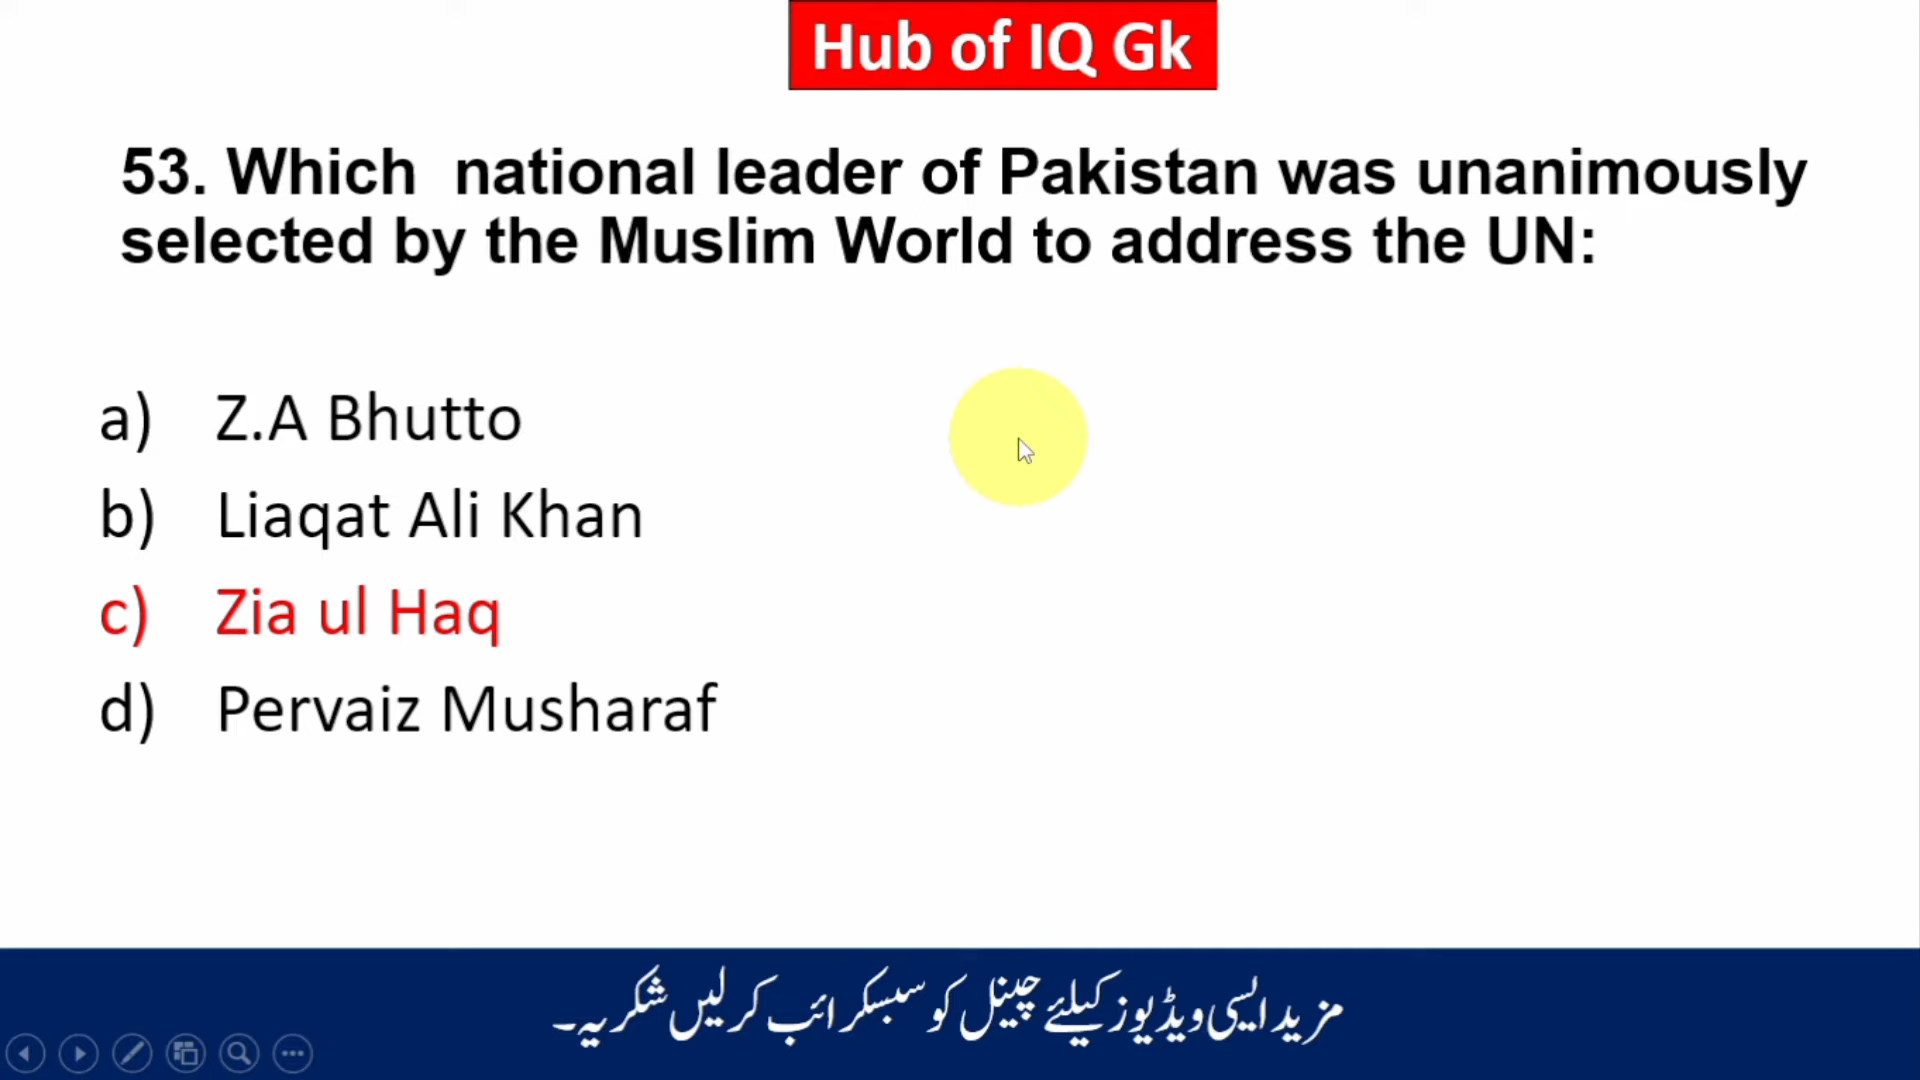 Hub of IQ Gk
53. Which  national leader of Pakistan was unanimously
selected by the Muslim World to address the UN:
a) Z.A Bhutto
b) Liaqat Ali Khan
c) Zia ul Haq
d) Pervaiz Musharaf
مزید ایسی ویڈیوز کیلئے چینل کو سبسکرائب کر لیں شکریہ۔